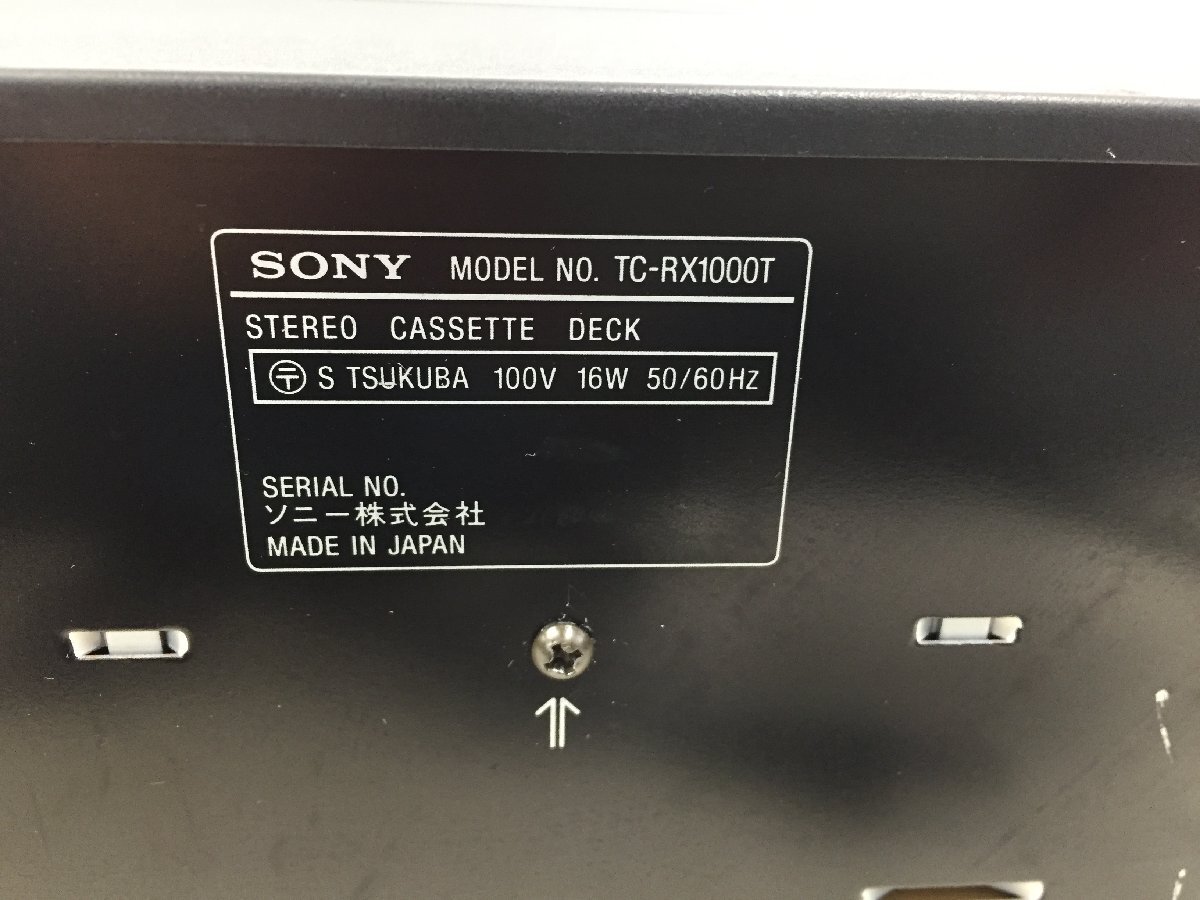 SONY MODEL NO. TC-RX1000T
STEREO CASSETTE DECK
〒 S TSUKUBA 100V 16W 50/60Hz
SERIAL NO.
ソニー株式会社
MADE IN JAPAN